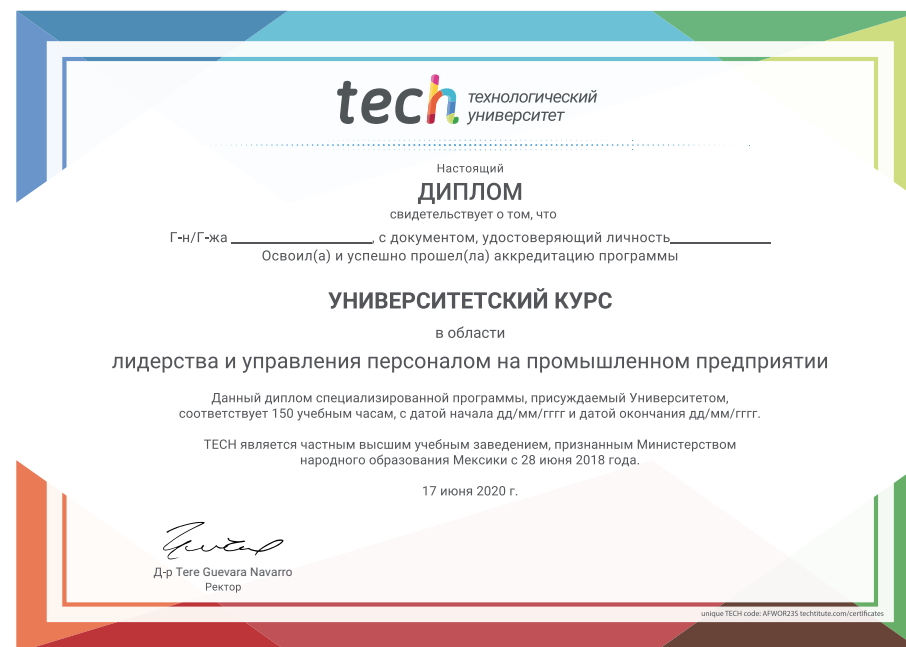 tech технологический
университет
Настоящий
ДИПЛОМ
свидетельствует о том, что
Г-н/Г-жа , с документом, удостоверяющий личность
Освоил(а) и успешно прошел(ла) аккредитацию программы
УНИВЕРСИТЕТСКИЙ КУРС
в области
лидерства и управления персоналом на промышленном предприятии
Данный диплом специализированной программы, присуждаемый Университетом,
соответствует 150 учебным часам, с датой начала дд/мм/гггг и датой окончания дд/мм/гггг.
TECH является частным высшим учебным заведением, признанным Министерством
народного образования Мексики с 28 июня 2018 года.
17 июня 2020 г.
Д-р Tere Guevara Navarro
Ректор
unique TECH code: AFWOR23S techtitute.com/certificates